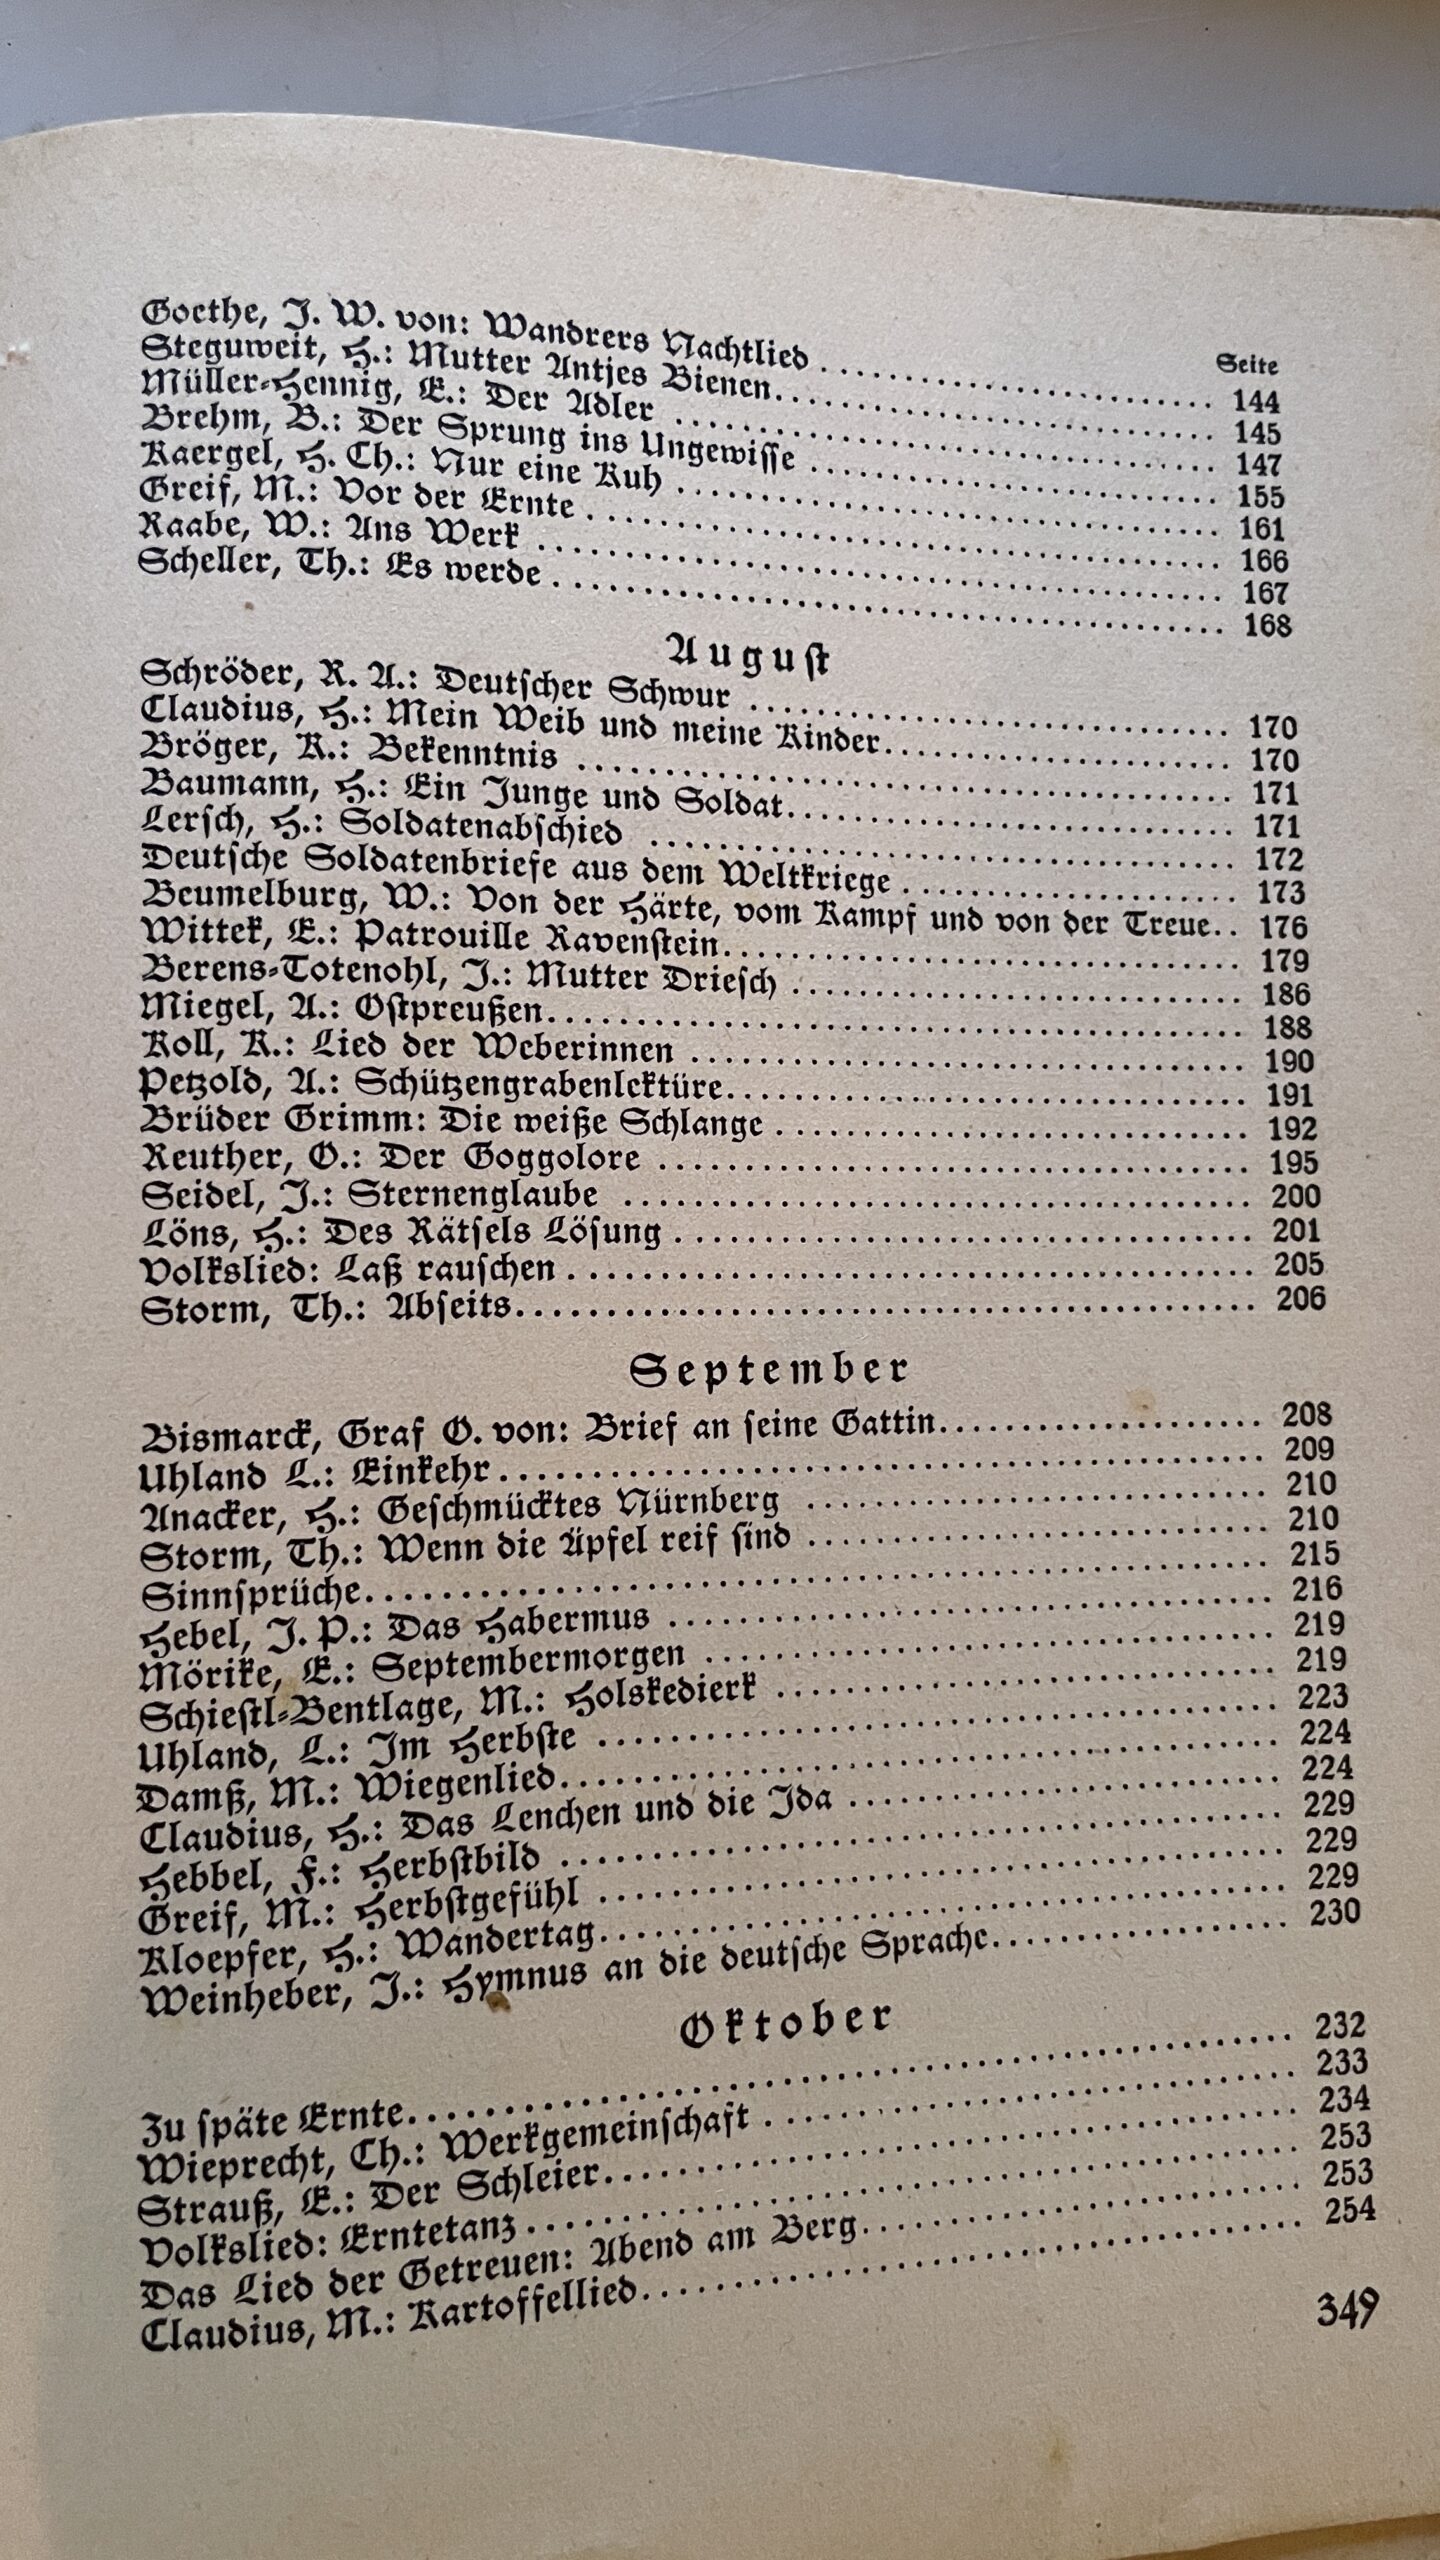 Seite
Goethe, J. W. von: Wandrers Nachtlied ........ 144
Steguweit, H.: Mutter Antjes Bienen ........ 145
Müller-Hennig, E.: Der Adler ........ 147
Brehm, B.: Der Sprung ins Ungewisse ........ 155
Kaergel, H. Ch.: Nur eine Kuh ........ 161
Greif, M.: Vor der Ernte ........ 166
Raabe, W.: Ans Werk ........ 167
Scheller, Th.: Es werde ........ 168
August
Schröder, R. A.: Deutscher Schwur ........ 170
Claudius, H.: Mein Weib und meine Kinder ........ 170
Bröger, K.: Bekenntnis ........ 171
Baumann, H.: Ein Junge und Soldat ........ 171
Lersch, H.: Soldatenabschied ........ 172
Deutsche Soldatenbriefe aus dem Weltkriege ........ 173
Beumelburg, W.: Von der Härte, vom Kampf und von der Treue.. 176
Wittek, E.: Patrouille Ravenstein ........ 179
Berens-Totenohl, J.: Mutter Driesch ........ 186
Miegel, A.: Ostpreußen ........ 188
Koll, K.: Lied der Weberinnen ........ 190
Petzold, A.: Schützengrabenlektüre ........ 191
Brüder Grimm: Die weiße Schlange ........ 192
Reuther, O.: Der Goggolore ........ 195
Seidel, J.: Sternenglaube ........ 200
Löns, H.: Des Rätsels Lösung ........ 201
Volkslied: Laß rauschen ........ 205
Storm, Th.: Abseits ........ 206
September
Bismarck, Graf O. von: Brief an seine Gattin ........ 208
Uhland L.: Einkehr ........ 209
Anacker, H.: Geschmücktes Nürnberg ........ 210
Storm, Th.: Wenn die Äpfel reif sind ........ 210
Sinnsprüche ........ 215
Hebel, J. P.: Das Habermus ........ 216
Mörike, E.: Septembermorgen ........ 219
Schiestl-Bentlage, M.: Holskedierk ........ 219
Uhland, L.: Im Herbste ........ 223
Damß, M.: Wiegenlied ........ 224
Claudius, H.: Das Lenchen und die Ida ........ 224
Hebbel, F.: Herbstbild ........ 229
Greif, M.: Herbstgefühl ........ 229
Kloepfer, H.: Wandertag ........ 229
Weinheber, J.: Hymnus an die deutsche Sprache ........ 230
Oktober
Zu späte Ernte ........ 232
Wieprecht, Ch.: Werkgemeinschaft ........ 233
Strauß, E.: Der Schleier ........ 234
Volkslied: Erntetanz ........ 253
Das Lied der Getreuen: Abend am Berg ........ 253
Claudius, M.: Kartoffellied ........ 254
349